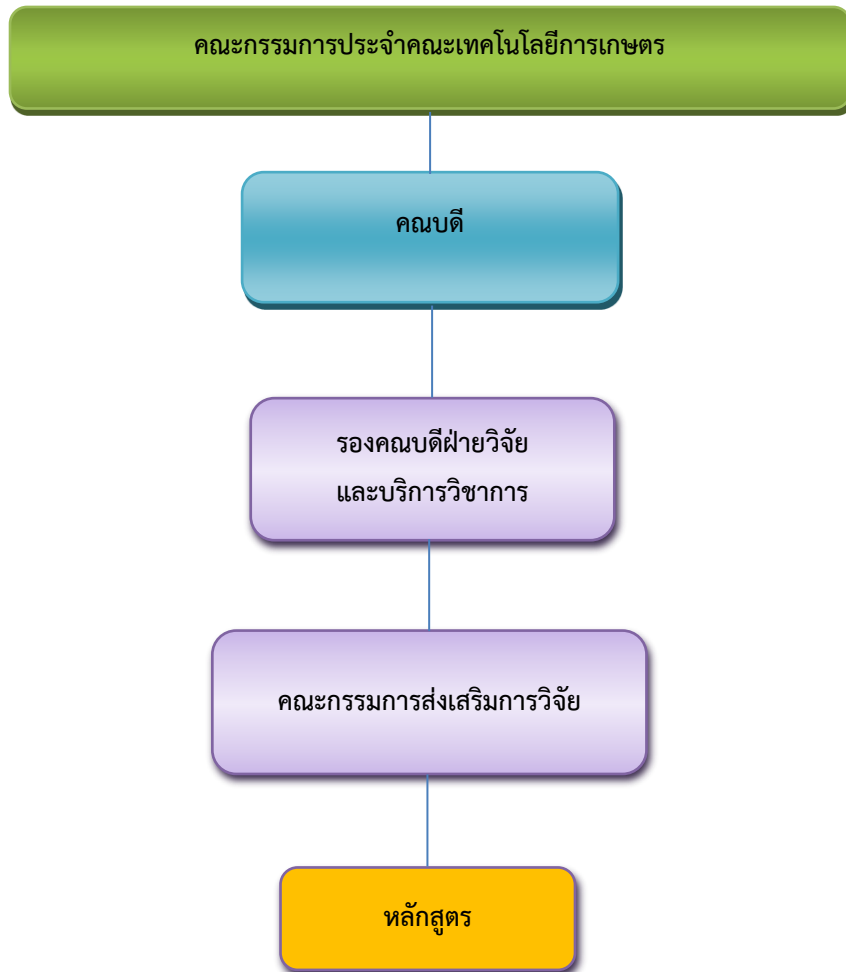 คณะกรรมการประจำคณะเทคโนโลยีการเกษตร
คณบดี
รองคณบดีฝ่ายวิจัย
และบริการวิชาการ
คณะกรรมการส่งเสริมการวิจัย
หลักสูตร